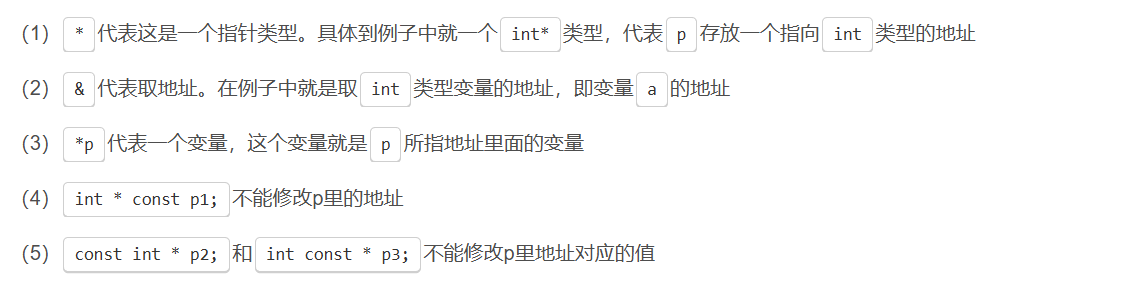 (1) * 代表这是一个指针类型。具体到例子中就一个 int* 类型，代表 p 存放一个指向 int 类型的地址
(2) & 代表取地址。在例子中就是取 int 类型变量的地址，即变量 a 的地址
(3) *p 代表一个变量，这个变量就是 p 所指地址里面的变量
(4) int * const p1; 不能修改p里的地址
(5) const int * p2; 和 int const * p3; 不能修改p里地址对应的值